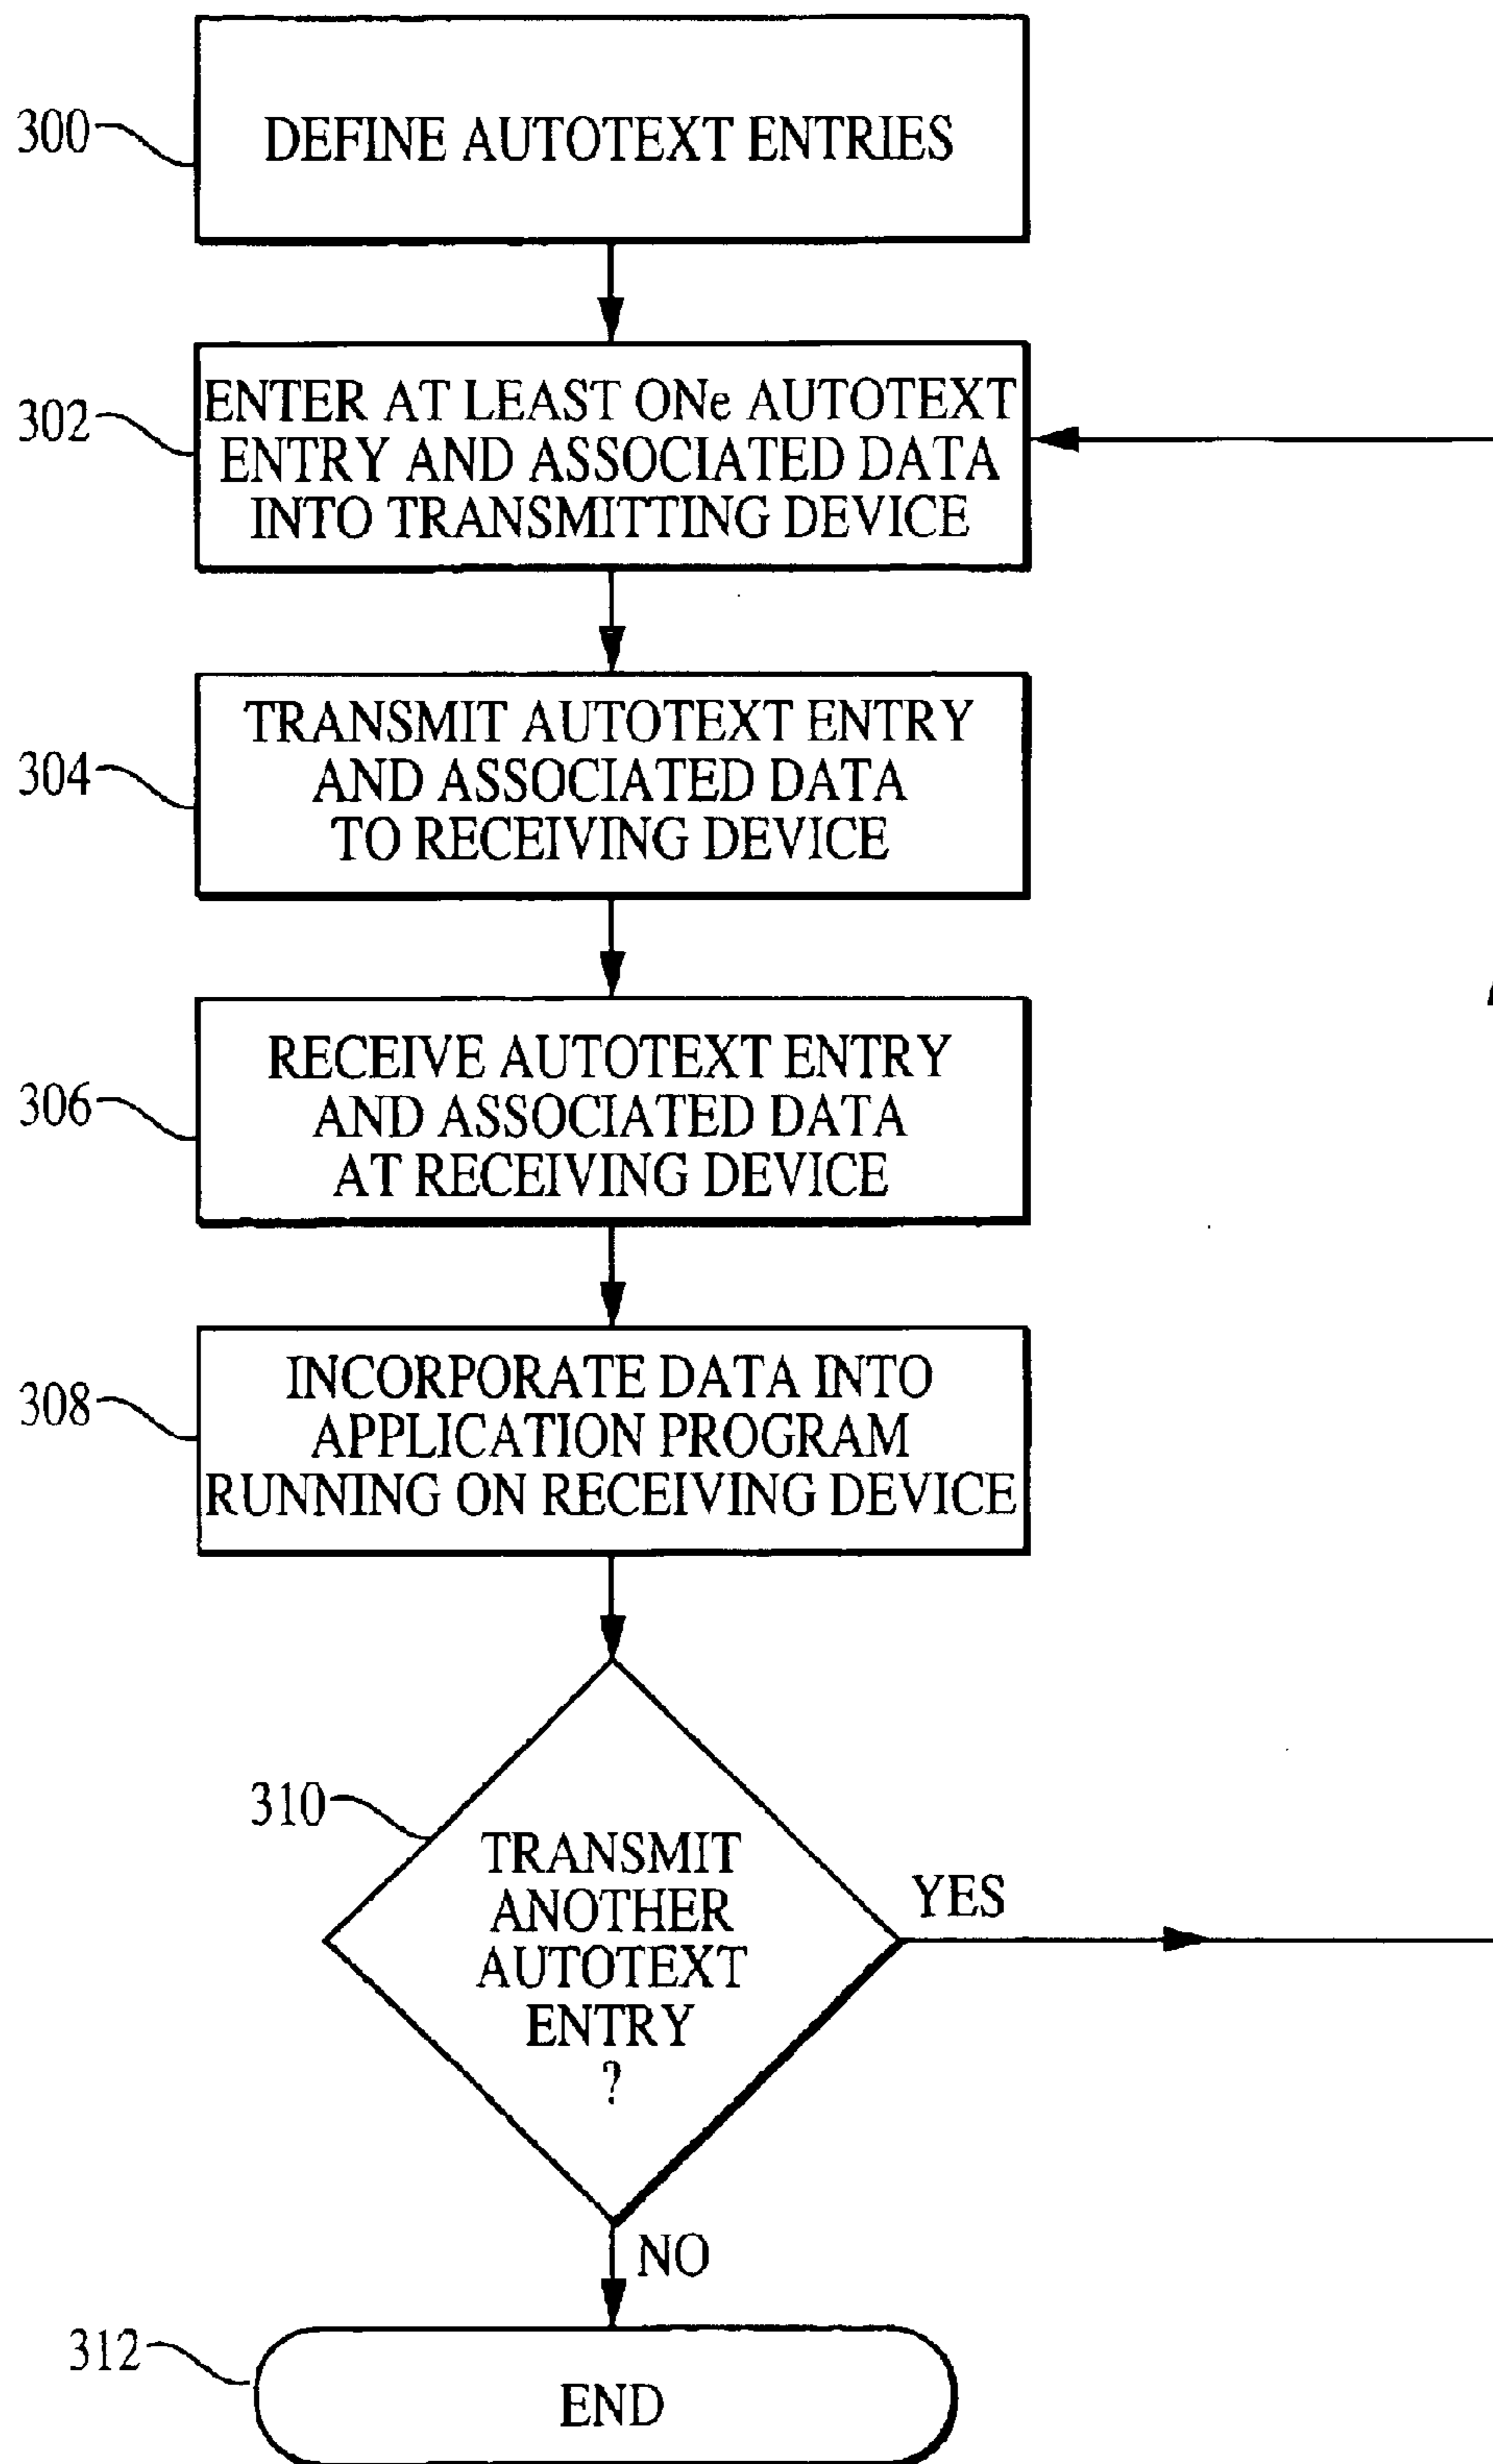 300
DEFINE AUTOTEXT ENTRIES
302
ENTER AT LEAST ONe AUTOTEXT
ENTRY AND ASSOCIATED DATA
INTO TRANSMITTING DEVICE
304
TRANSMIT AUTOTEXT ENTRY
AND ASSOCIATED DATA
TO RECEIVING DEVICE
306
RECEIVE AUTOTEXT ENTRY
AND ASSOCIATED DATA
AT RECEIVING DEVICE
308
INCORPORATE DATA INTO
APPLICATION PROGRAM
RUNNING ON RECEIVING DEVICE
310
TRANSMIT
ANOTHER
AUTOTEXT
ENTRY
?
YES
NO
312
END